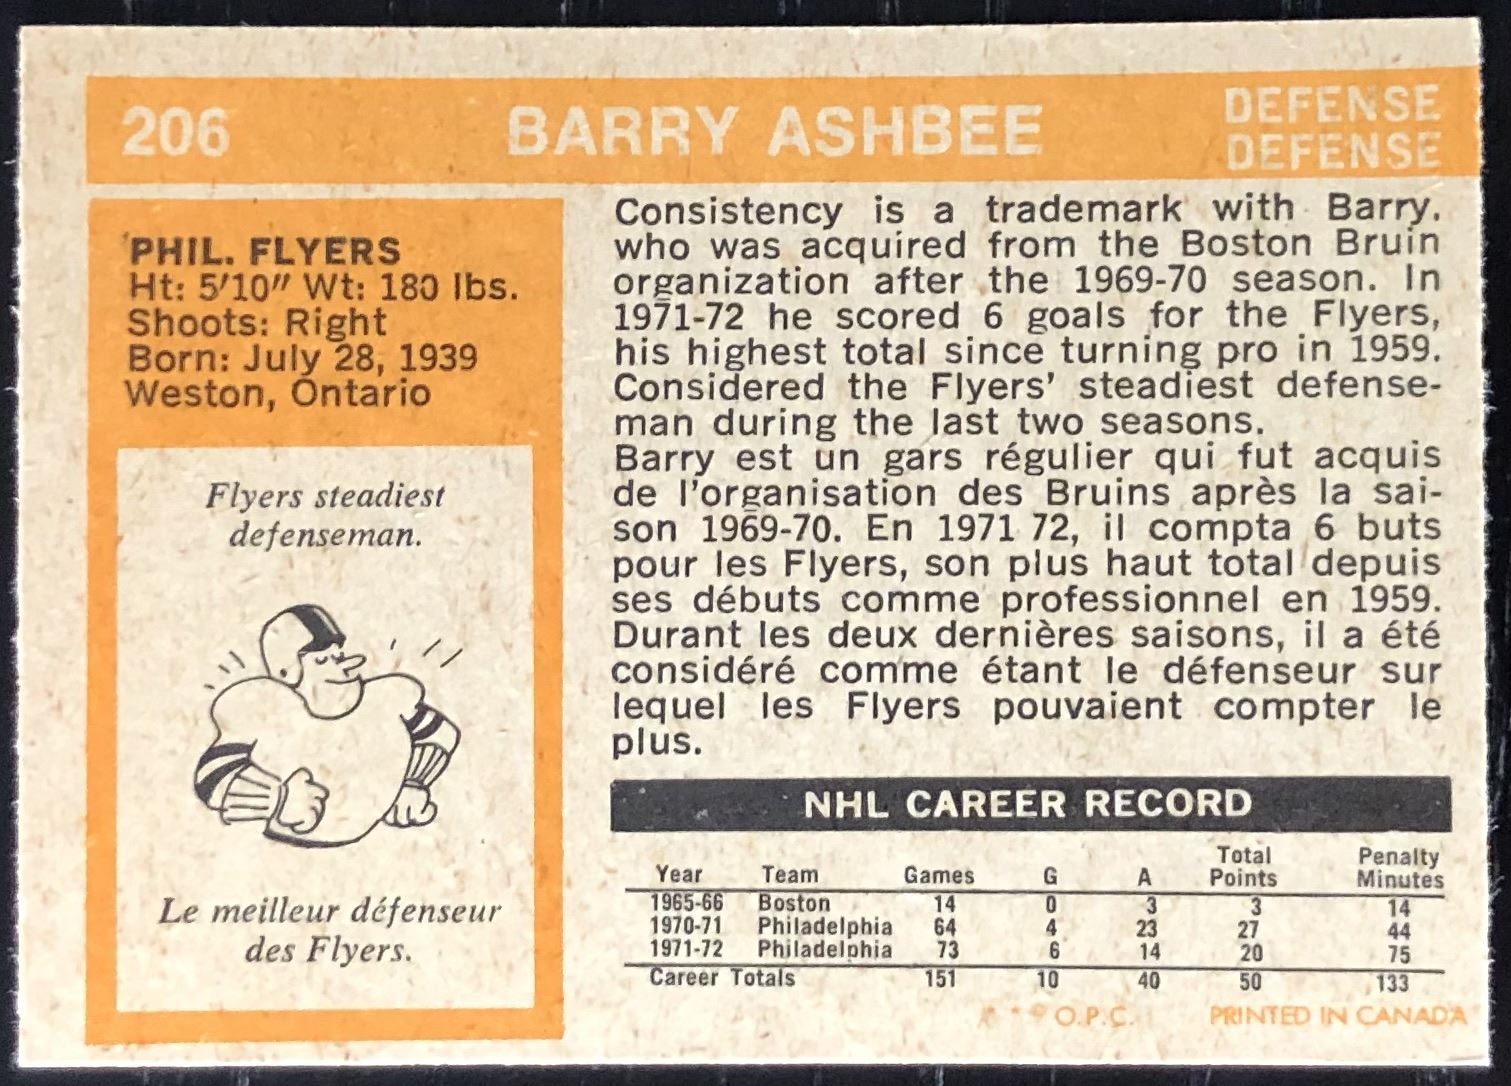 206
BARRY ASHBEE
DEFENSE
DEFENSE
PHIL. FLYERS
Ht: 5'10" Wt: 180 lbs.
Shoots: Right
Born: July 28, 1939
Weston, Ontario
Flyers steadiest
defenseman.
Le meilleur défenseur
des Flyers.
Consistency is a trademark with Barry.
who was acquired from the Boston Bruin
organization after the 1969-70 season. In
1971-72 he scored 6 goals for the Flyers,
his highest total since turning pro in 1959.
Considered the Flyers' steadiest defense-
man during the last two seasons.
Barry est un gars régulier qui fut acquis
de l'organisation des Bruins après la sai-
son 1969-70. En 1971 72, il compta 6 buts
pour les Flyers, son plus haut total depuis
ses débuts comme professionnel en 1959.
Durant les deux dernières saisons, il a été
considéré comme étant le défenseur sur
lequel les Flyers pouvaient compter le
plus.
NHL CAREER RECORD
Year Team Games G A Total Points Penalty Minutes
1965-66 Boston 14 0 3 3 14
1970-71 Philadelphia 64 4 23 27 44
1971-72 Philadelphia 73 6 14 20 75
Career Totals 151 10 40 50 133
O.P.C. PRINTED IN CANADA